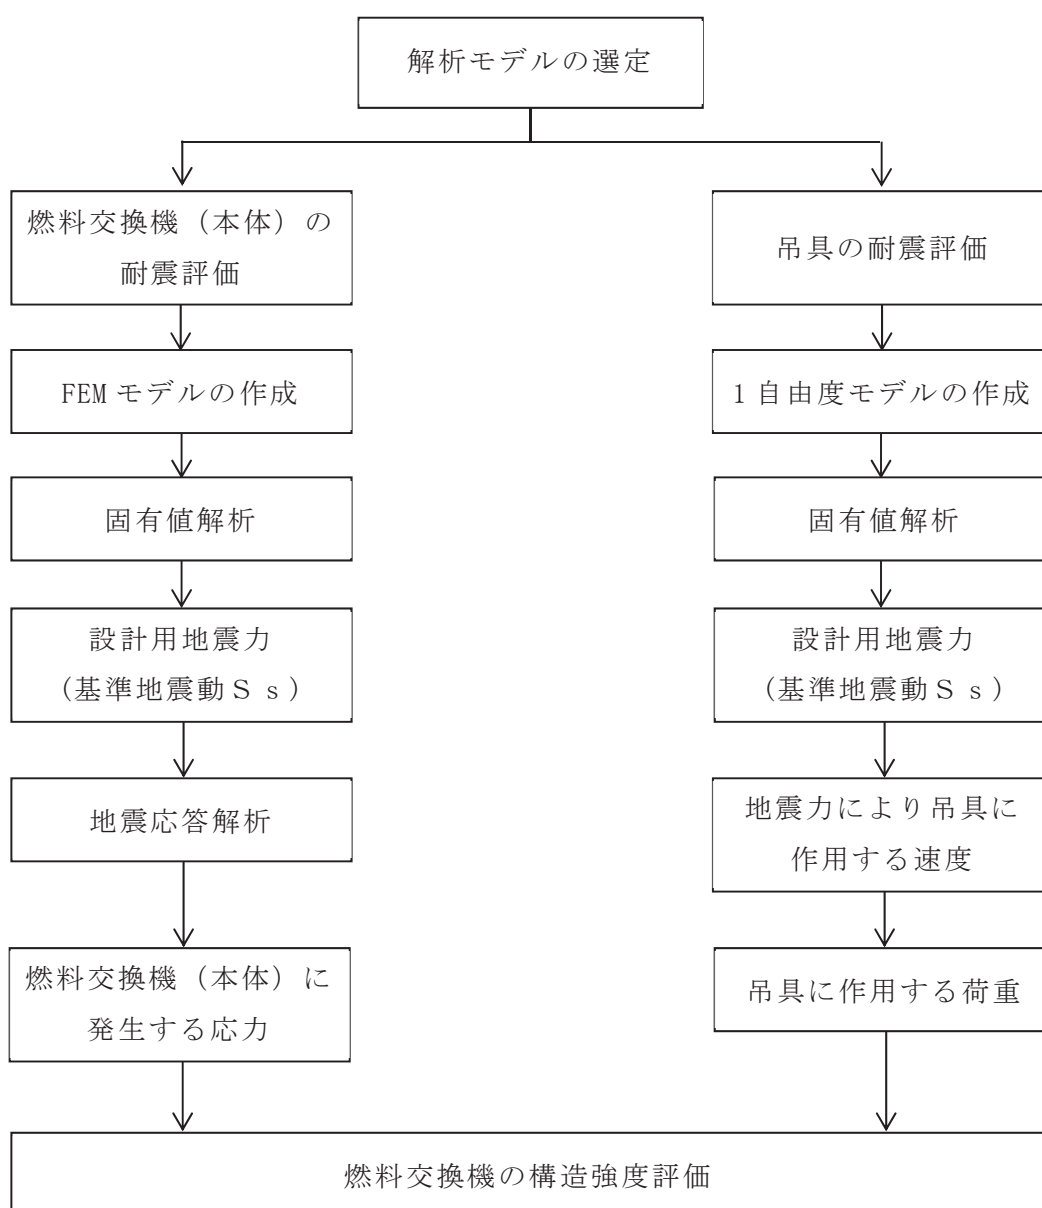 解析モデルの選定
燃料交換機（本体）の
耐震評価
FEMモデルの作成
固有値解析
設計用地震力
（基準地震動Ｓｓ）
地震応答解析
燃料交換機（本体）に
発生する応力
吊具の耐震評価
1自由度モデルの作成
固有値解析
設計用地震力
（基準地震動Ｓｓ）
地震力により吊具に
作用する速度
吊具に作用する荷重
燃料交換機の構造強度評価